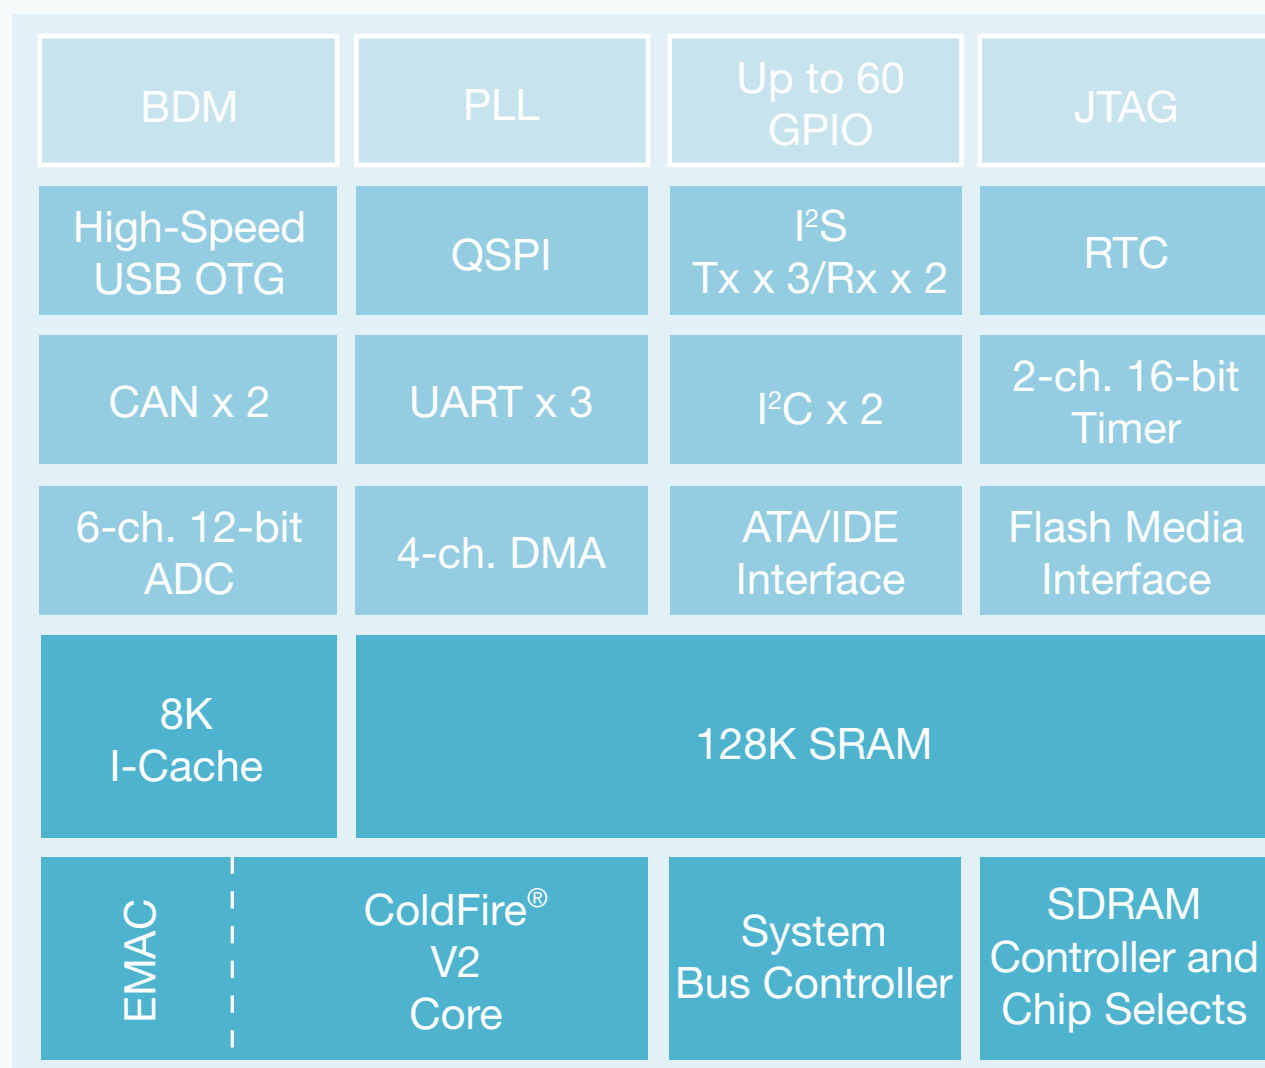 BDM
PLL
Up to 60
GPIO
JTAG
High-Speed
USB OTG
QSPI
I²S
Tx x 3/Rx x 2
RTC
CAN x 2
UART x 3
I²C x 2
2-ch. 16-bit
Timer
6-ch. 12-bit
ADC
4-ch. DMA
ATA/IDE
Interface
Flash Media
Interface
8K
I-Cache
128K SRAM
EMAC
ColdFire®
V2
Core
System
Bus Controller
SDRAM
Controller and
Chip Selects